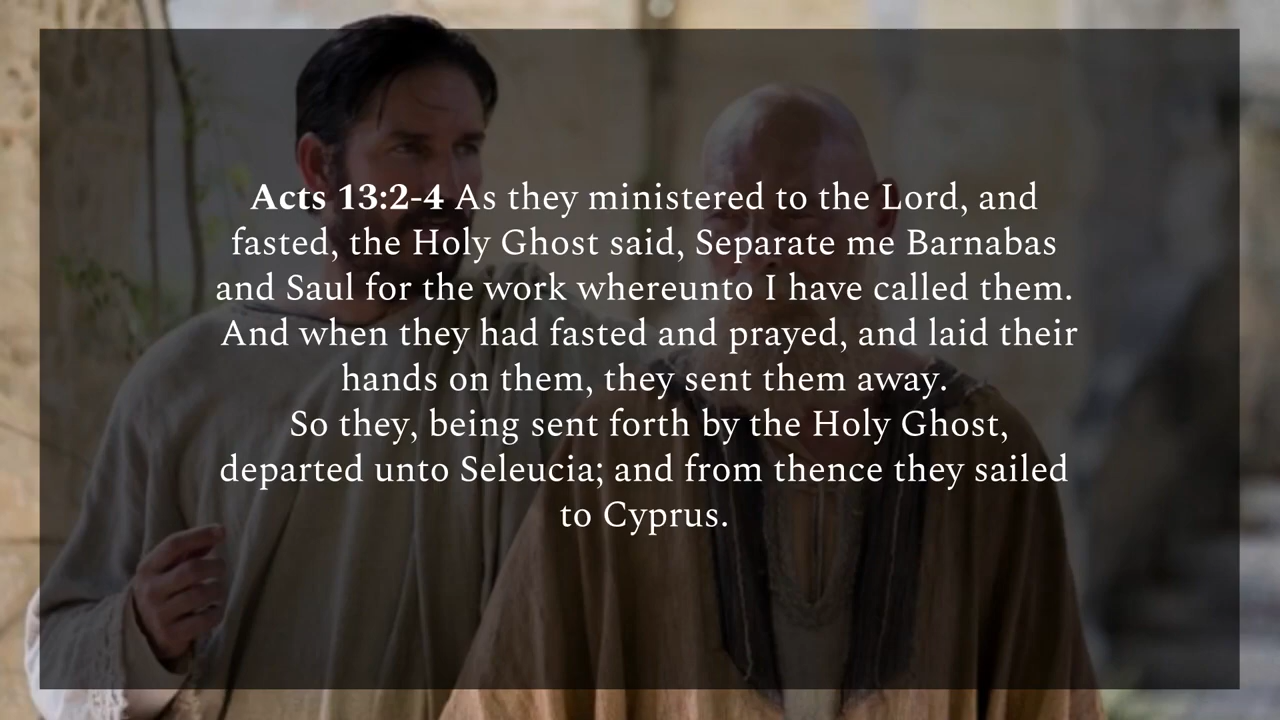 Acts 13:2-4 As they ministered to the Lord, and
fasted, the Holy Ghost said, Separate me Barnabas
and Saul for the work whereunto I have called them.
And when they had fasted and prayed, and laid their
hands on them, they sent them away.
So they, being sent forth by the Holy Ghost,
departed unto Seleucia; and from thence they sailed
to Cyprus.